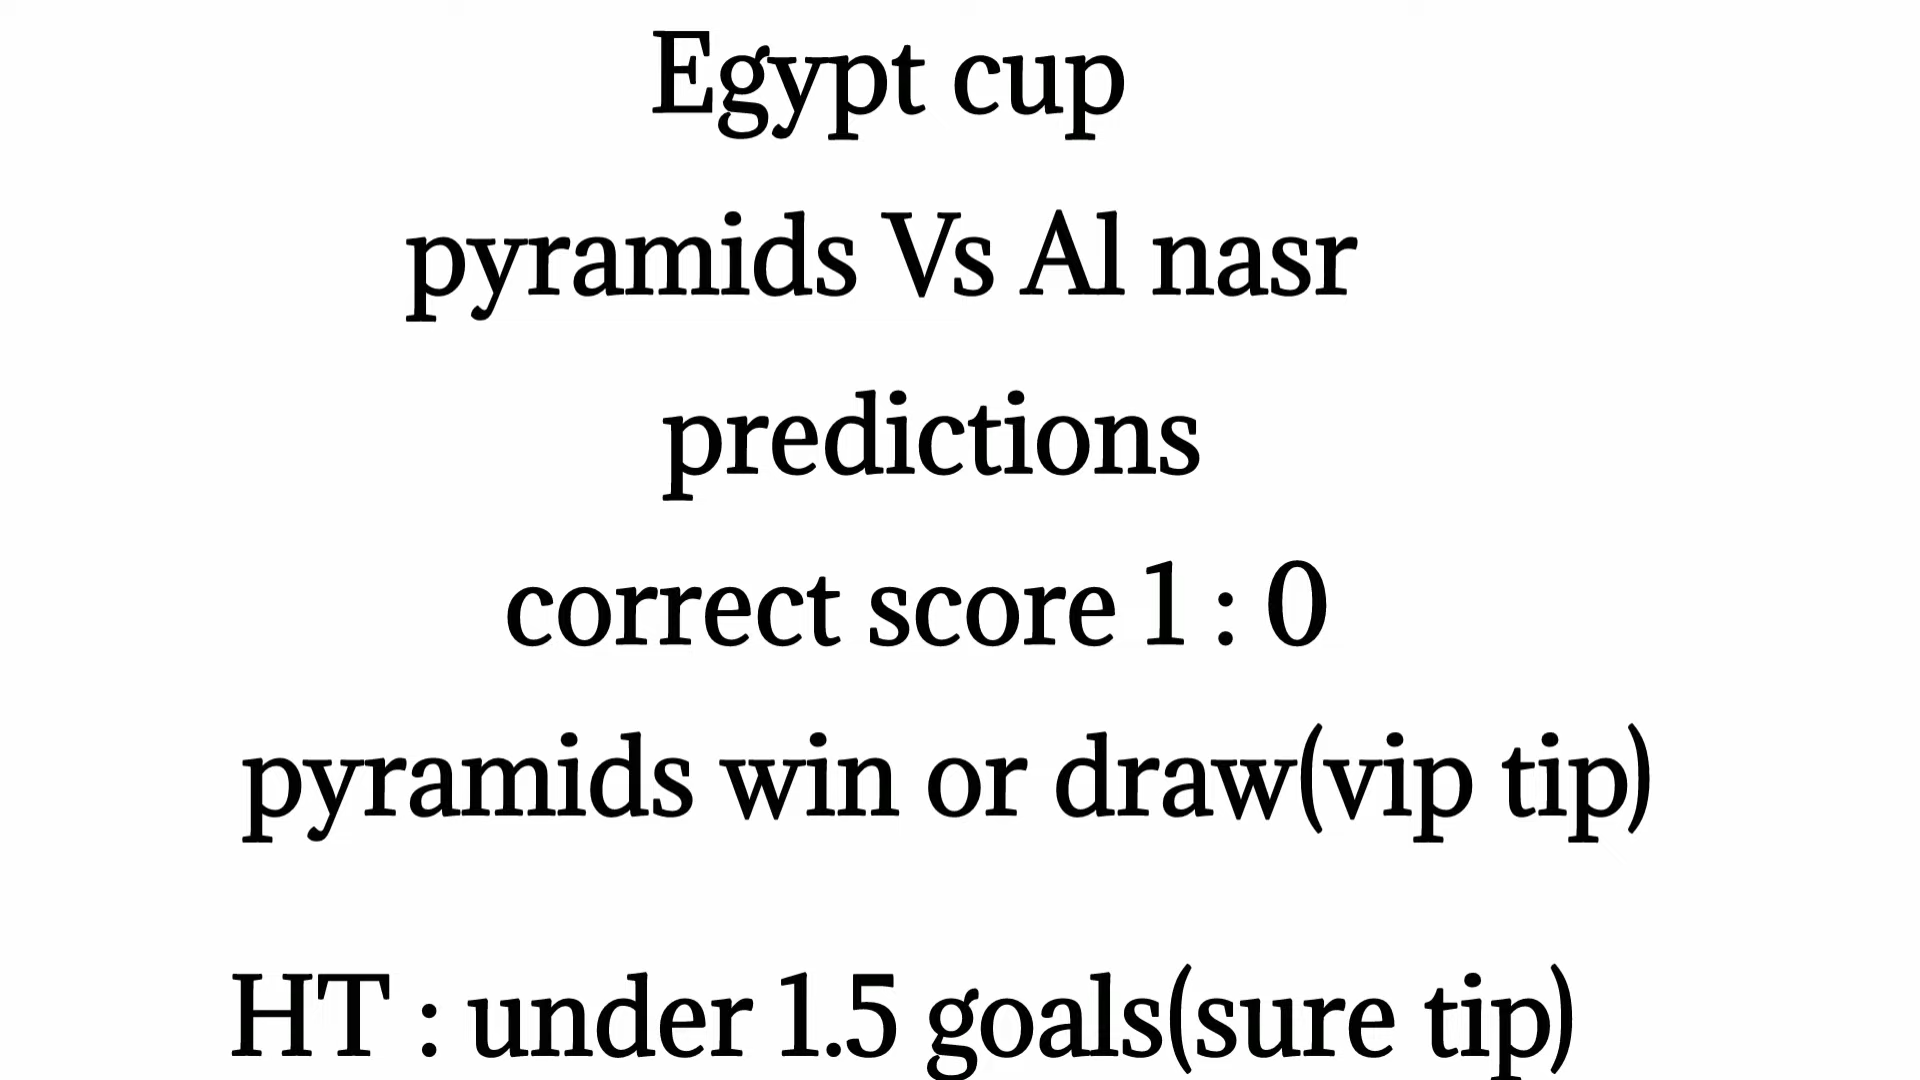 Egypt cup
pyramids Vs Al nasr
predictions
correct score 1 : 0
pyramids win or draw(vip tip)
HT : under 1.5 goals(sure tip)